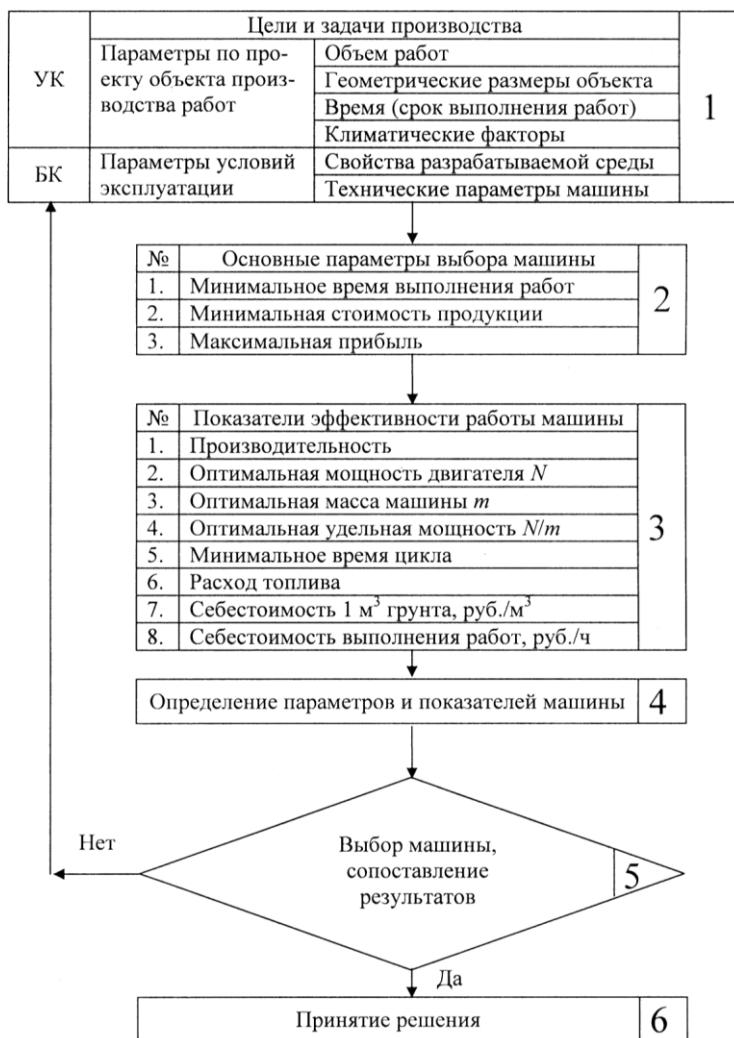 Цели и задачи производства
УК
Параметры по про-
екту объекта произ-
водства работ
Объем работ
Геометрические размеры объекта
Время (срок выполнения работ)
Климатические факторы
1
БК
Параметры условий
эксплуатации
Свойства разрабатываемой среды
Технические параметры машины
№ Основные параметры выбора машины
1. Минимальное время выполнения работ
2. Минимальная стоимость продукции
3. Максимальная прибыль
2
№ Показатели эффективности работы машины
1. Производительность
2. Оптимальная мощность двигателя N
3. Оптимальная масса машины m
4. Оптимальная удельная мощность N/m
5. Минимальное время цикла
6. Расход топлива
7. Себестоимость 1 м³ грунта, руб./м³
8. Себестоимость выполнения работ, руб./ч
3
Определение параметров и показателей машины 4
Нет
Выбор машины,
сопоставление
результатов
5
Да
Принятие решения 6